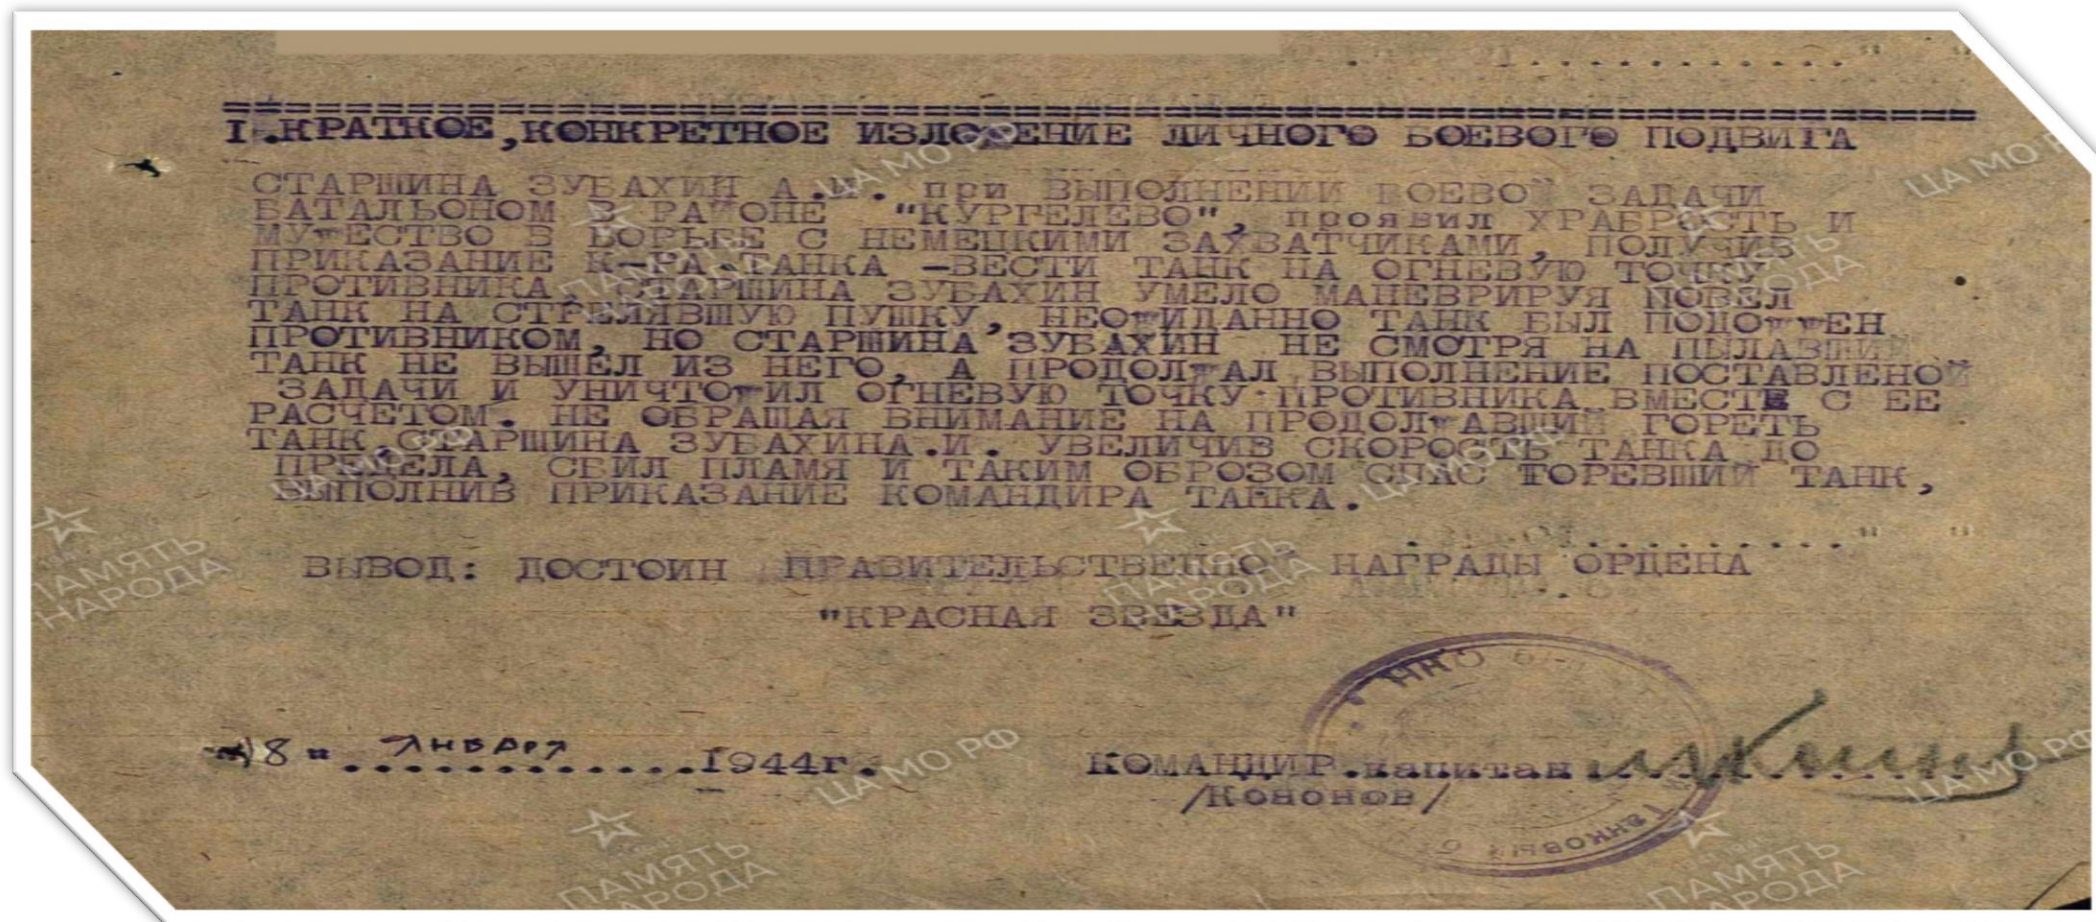 I.КРАТКОЕ,КОНКРЕТНОЕ ИЗЛОЖЕНИЕ ЛИЧНОГО БОЕВОГО ПОДВИГА
СТАРШИНА ЗУБАХИН А.И. при ВЫПОЛНЕНИИ БОЕВОЙ ЗАДАЧИ
БАТАЛЬОНОМ В РАЙОНЕ "КУРГЕЛЕВО", проявил ХРАБРОСТЬ И
МУЖЕСТВО В БОРЬБЕ С НЕМЕЦКИМИ ЗАХВАТЧИКАМИ, ПОЛУЧИВ
ПРИКАЗАНИЕ К-РА ТАНКА -ВЕСТИ ТАНК НА ОГНЕВУЮ ТОЧКУ
ПРОТИВНИКА, СТАРШИНА ЗУБАХИН УМЕЛО МАНЕВРИРУЯ ПОВЕЛ
ТАНК НА СТРЕЛЯВШУЮ ПУШКУ, НЕОЖИДАННО ТАНК БЫЛ ПОДОЖЖЕН
ПРОТИВНИКОМ, НО СТАРШИНА ЗУБАХИН НЕ СМОТРЯ НА ПЫЛАВШИЙ
ТАНК НЕ ВЫШЕЛ ИЗ НЕГО, А ПРОДОЛЖАЛ ВЫПОЛНЕНИЕ ПОСТАВЛЕНОЙ
ЗАДАЧИ И УНИЧТОЖИЛ ОГНЕВУЮ ТОЧКУ ПРОТИВНИКА ВМЕСТЕ С ЕЕ
РАСЧЕТОМ. НЕ ОБРАЩАЯ ВНИМАНИЕ НА ПРОДОЛЖАВШИЙ ГОРЕТЬ
ТАНК,СТАРШИНА ЗУБАХИНА.И. УВЕЛИЧИВ СКОРОСТЬ ТАНКА ДО
ПРЕДЕЛА, СБИЛ ПЛАМЯ И ТАКИМ ОБРОЗОМ СПАС ГОРЕВШИЙ ТАНК,
ВЫПОЛНИВ ПРИКАЗАНИЕ КОМАНДИРА ТАНКА.
ВЫВОД: ДОСТОИН ПРАВИТЕЛЬСТВЕННОЙ НАГРАДЫ ОРДЕНА
"КРАСНАЯ ЗВЕЗДА"
НКО
"18" января 1944г.
КОМАНДИР.капитан
/Кононов/
Танковый
ЦА МО РФ
ПАМЯТЬ
НАРОДА